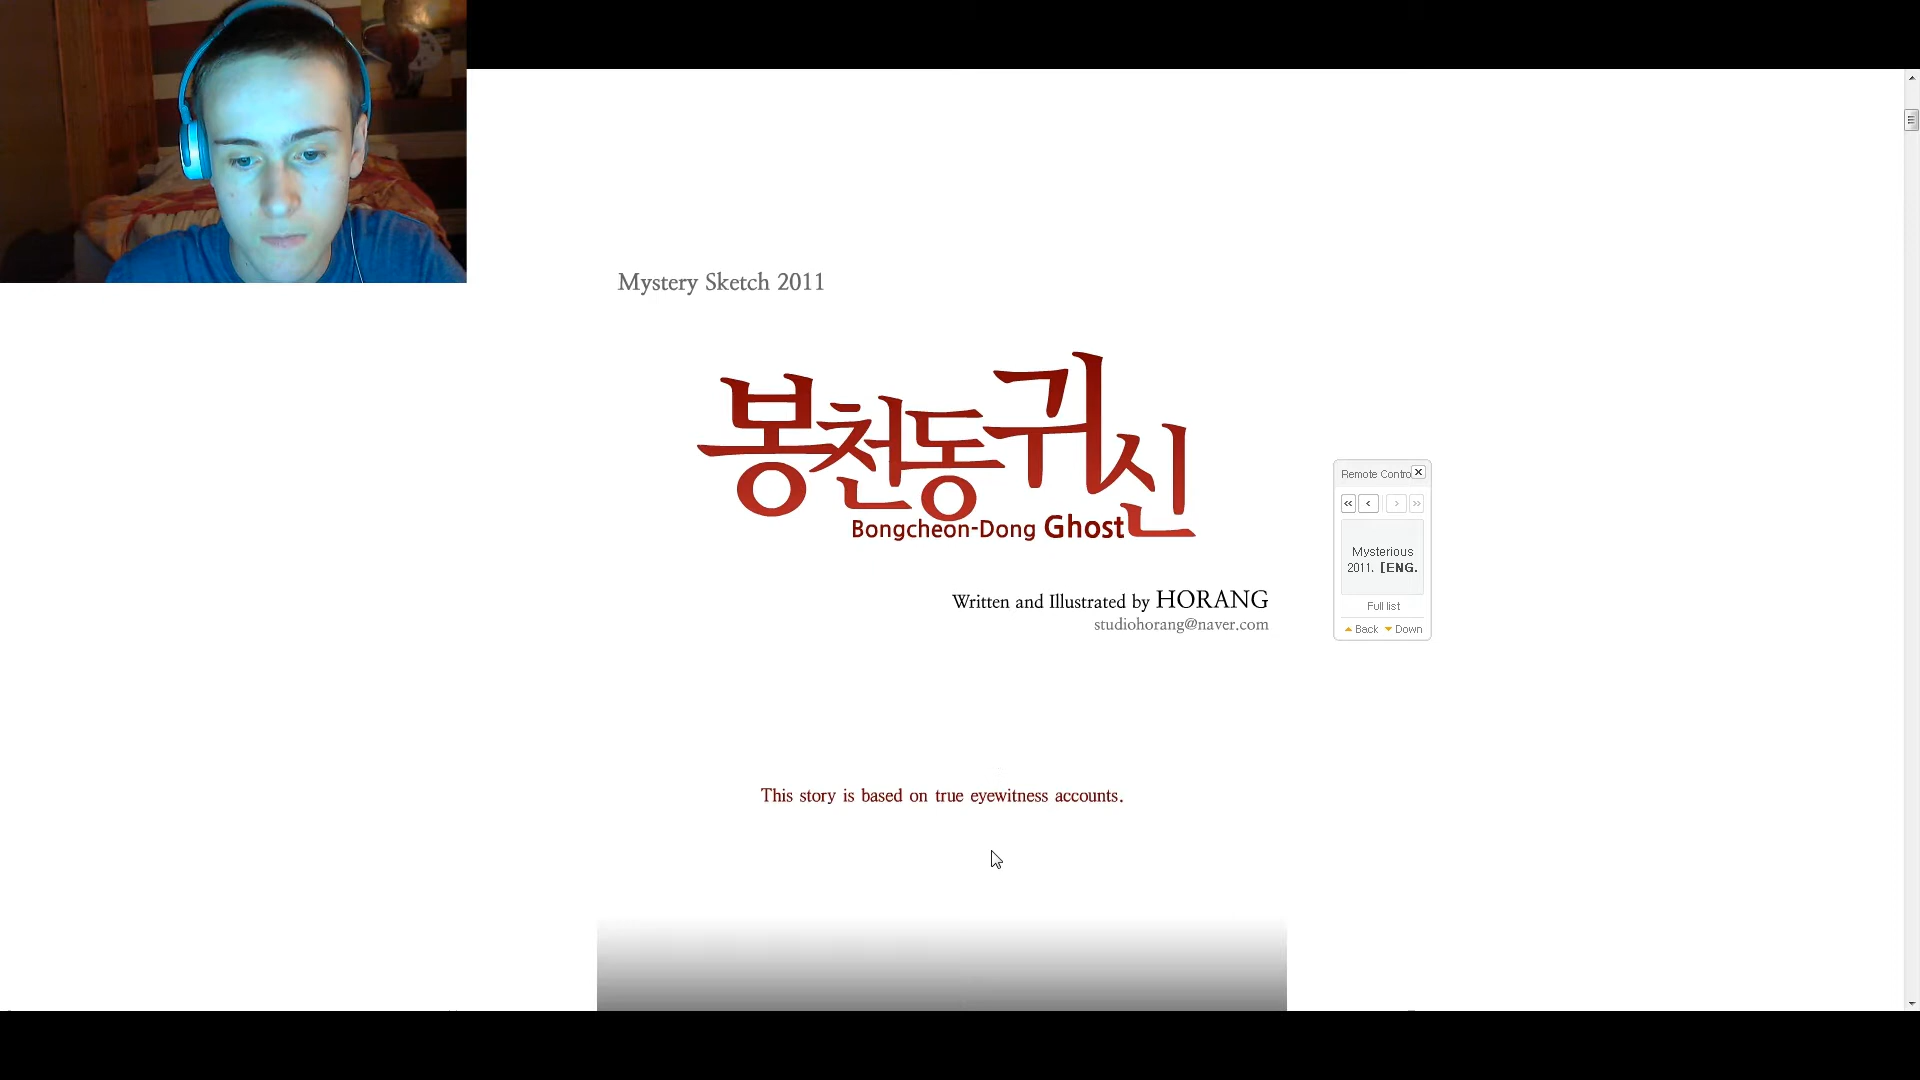 Mystery Sketch 2011
봉천동귀신
Bongcheon-Dong Ghost
Written and Illustrated by HORANG
studiohorang@naver.com
Remote Contro
Mysterious
2011. [ENG.
Full list
Back Down
This story is based on true eyewitness accounts.